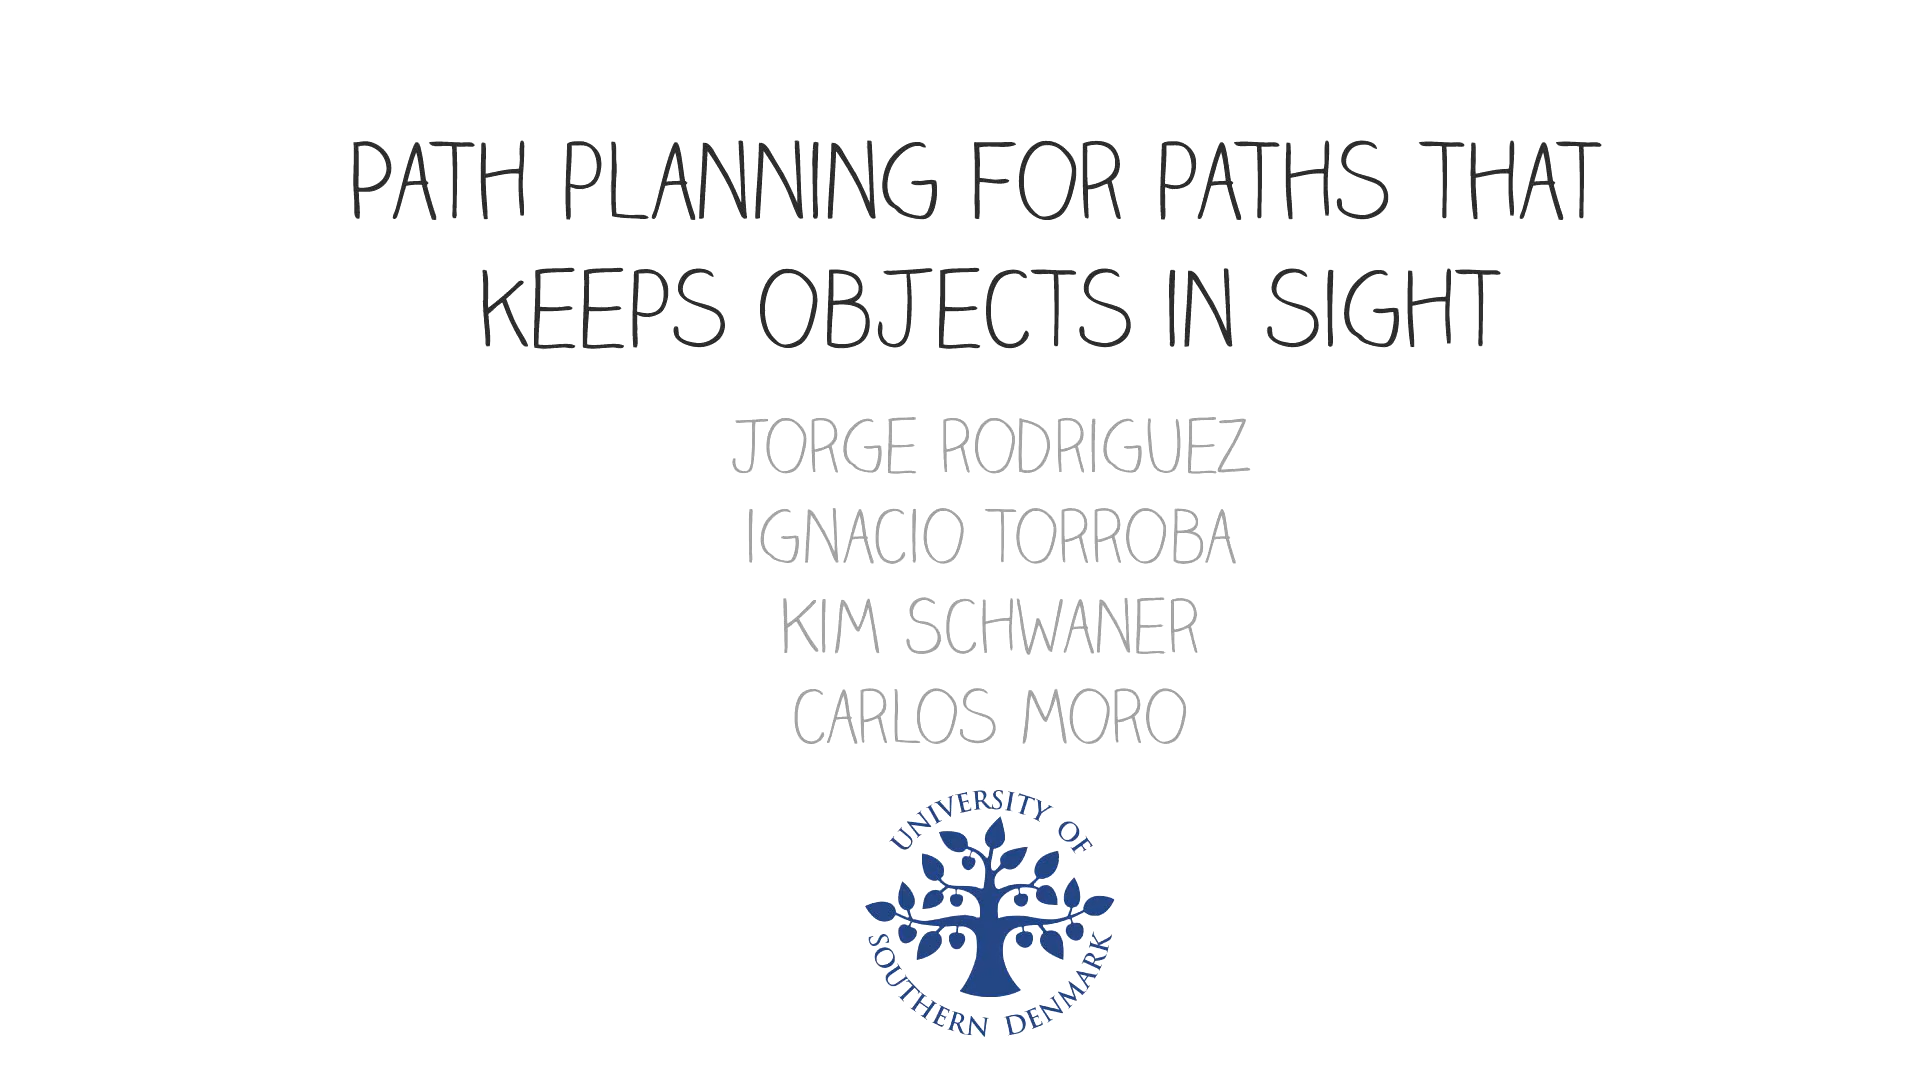 PATH PLANNING FOR PATHS THAT
KEEPS OBJECTS IN SIGHT
JORGE RODRIGUEZ
IGNACIO TORROBA
KIM SCHWANER
CARLOS MORO
UNIVERSITY OF
SOUTHERN DENMARK